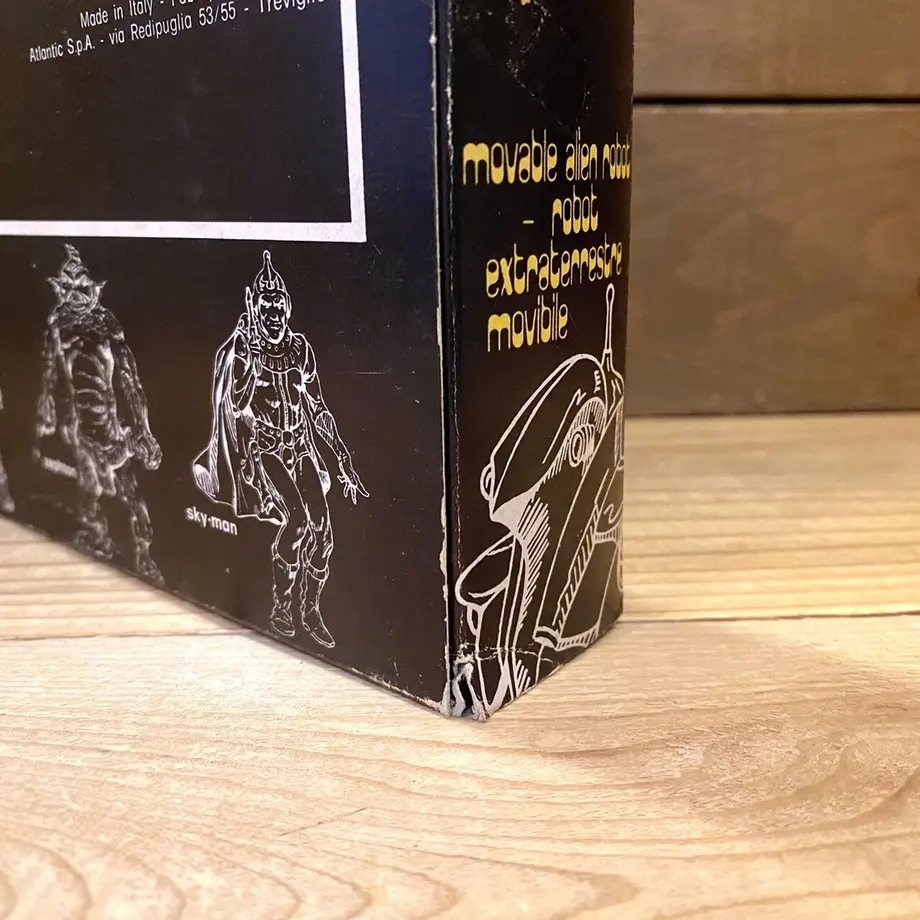 Made in Italy -
Atlantic S.p.A. - via Redipuglia 53/55 - Treviglio
movable alien robot
- robot
extraterrestre
movibile
sky-man